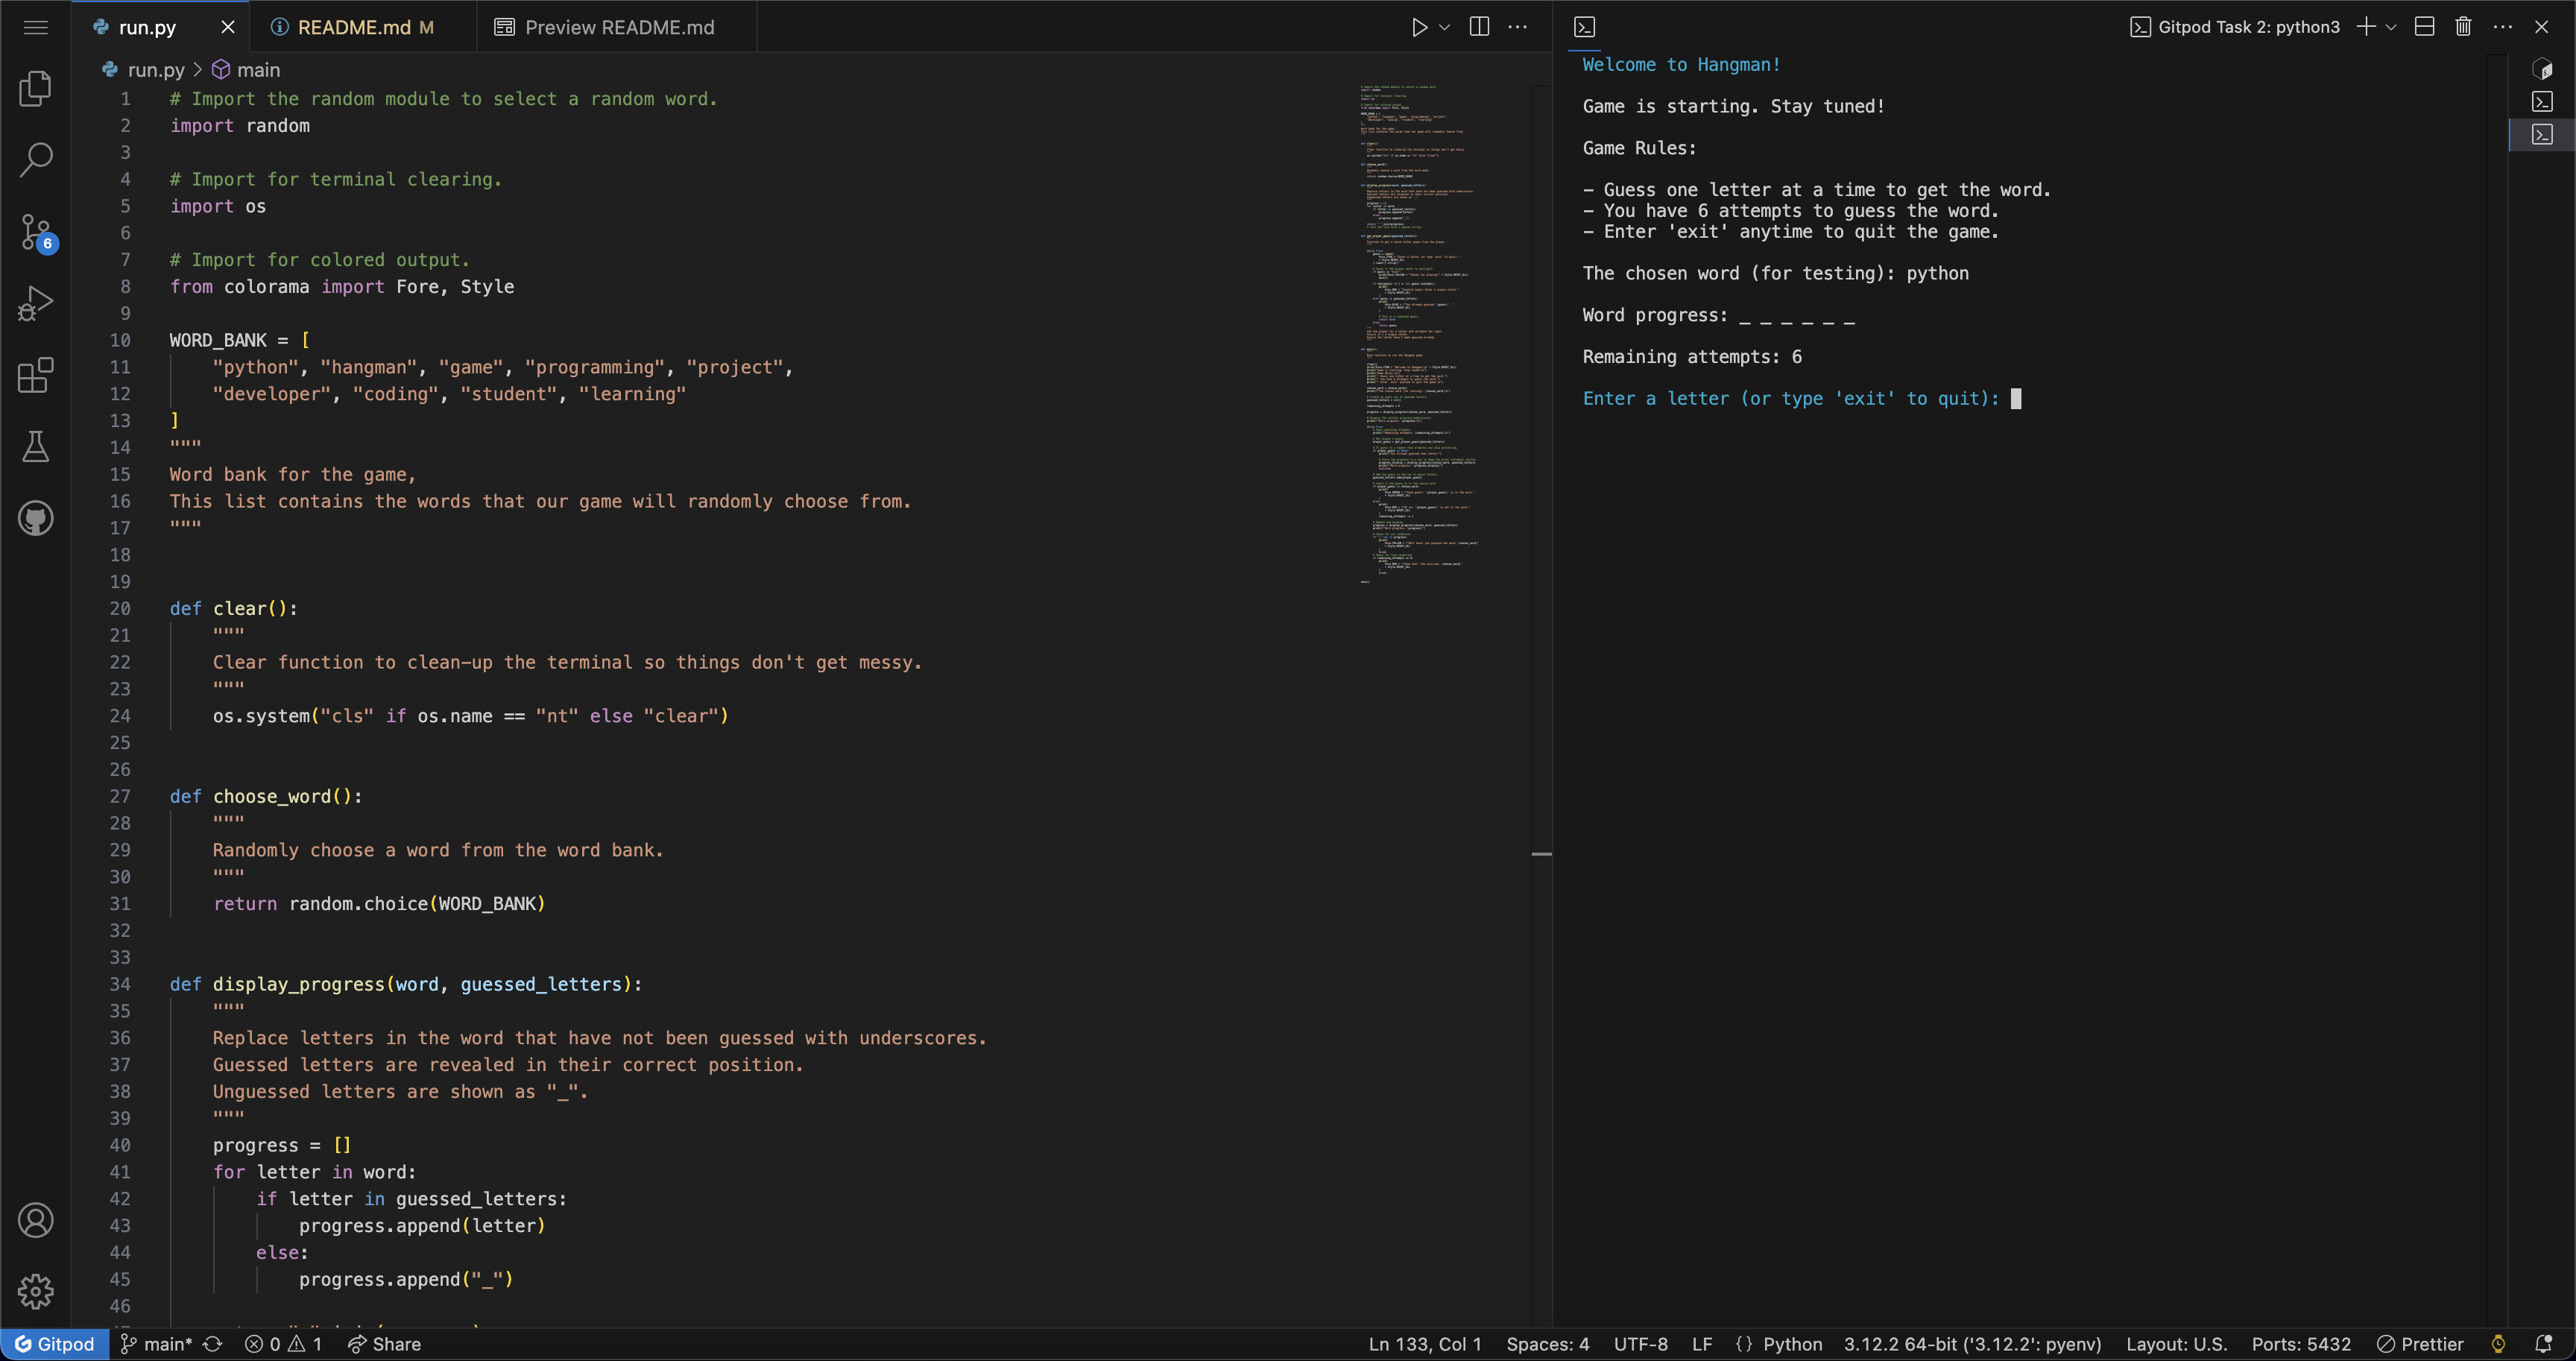 run.py
README.md M
Preview README.md
run.py > main
1 # Import the random module to select a random word.
2 import random
3
4 # Import for terminal clearing.
5 import os
6
7 # Import for colored output.
8 from colorama import Fore, Style
9
10 WORD_BANK = [
11 "python", "hangman", "game", "programming", "project",
12 "developer", "coding", "student", "learning"
13 ]
14 """
15 Word bank for the game,
16 This list contains the words that our game will randomly choose from.
17 """
18
19
20 def clear():
21 """
22 Clear function to clean-up the terminal so things don't get messy.
23 """
24 os.system("cls" if os.name == "nt" else "clear")
25
26
27 def choose_word():
28 """
29 Randomly choose a word from the word bank.
30 """
31 return random.choice(WORD_BANK)
32
33
34 def display_progress(word, guessed_letters):
35 """
36 Replace letters in the word that have not been guessed with underscores.
37 Guessed letters are revealed in their correct position.
38 Unguessed letters are shown as "_".
39 """
40 progress = []
41 for letter in word:
42 if letter in guessed_letters:
43 progress.append(letter)
44 else:
45 progress.append("_")
46
Gitpod Task 2: python3
Welcome to Hangman!
Game is starting. Stay tuned!
Game Rules:
- Guess one letter at a time to get the word.
- You have 6 attempts to guess the word.
- Enter 'exit' anytime to quit the game.
The chosen word (for testing): python
Word progress: _ _ _ _ _ _
Remaining attempts: 6
Enter a letter (or type 'exit' to quit):
6
Gitpod main* 0 1 Share
Ln 133, Col 1 Spaces: 4 UTF-8 LF {} Python 3.12.2 64-bit ('3.12.2': pyenv) Layout: U.S. Ports: 5432 Prettier